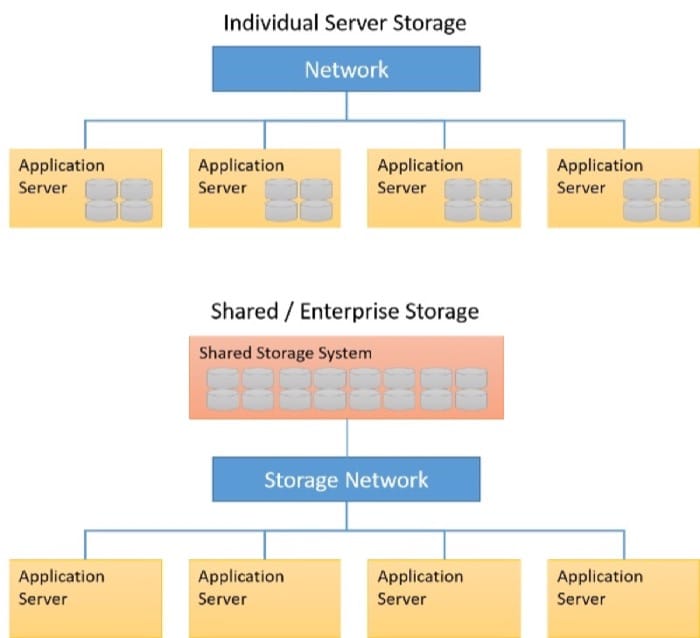 Individual Server Storage
Network
Application
Server
Application
Server
Application
Server
Application
Server
Shared / Enterprise Storage
Shared Storage System
Storage Network
Application
Server
Application
Server
Application
Server
Application
Server